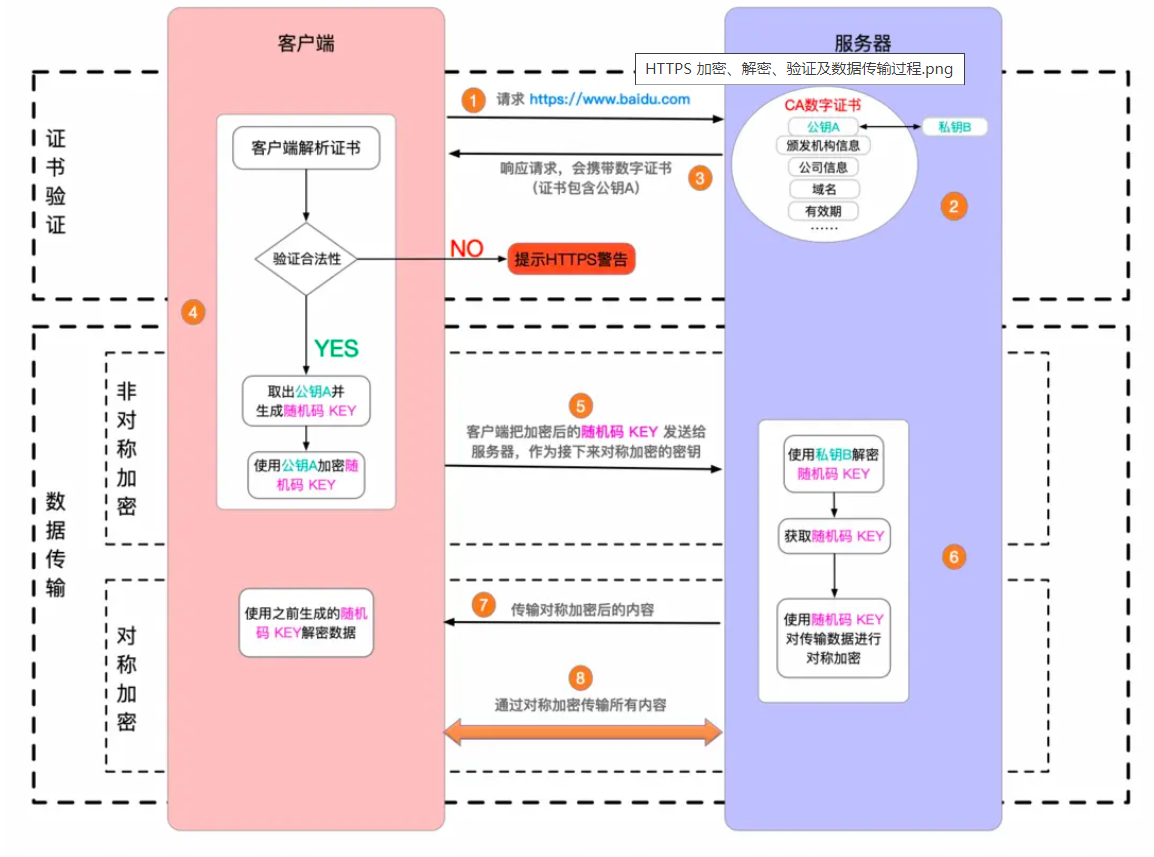 客户端
服务器
HTTPS 加密、解密、验证及数据传输过程.png
证书验证
1
请求 https://www.baidu.com
CA数字证书
公钥A
私钥B
颁发机构信息
公司信息
域名
有效期
......
2
响应请求，会携带数字证书
（证书包含公钥A）
3
客户端解析证书
验证合法性
NO
提示HTTPS警告
4
YES
数据传输
非对称加密
取出公钥A并
生成随机码 KEY
使用公钥A加密随
机码 KEY
5
客户端把加密后的随机码 KEY 发送给
服务器，作为接下来对称加密的密钥
使用私钥B解密
随机码 KEY
获取随机码 KEY
6
使用随机码 KEY
对传输数据进行
对称加密
对称加密
7
传输对称加密后的内容
使用之前生成的随机
码 KEY解密数据
8
通过对称加密传输所有内容